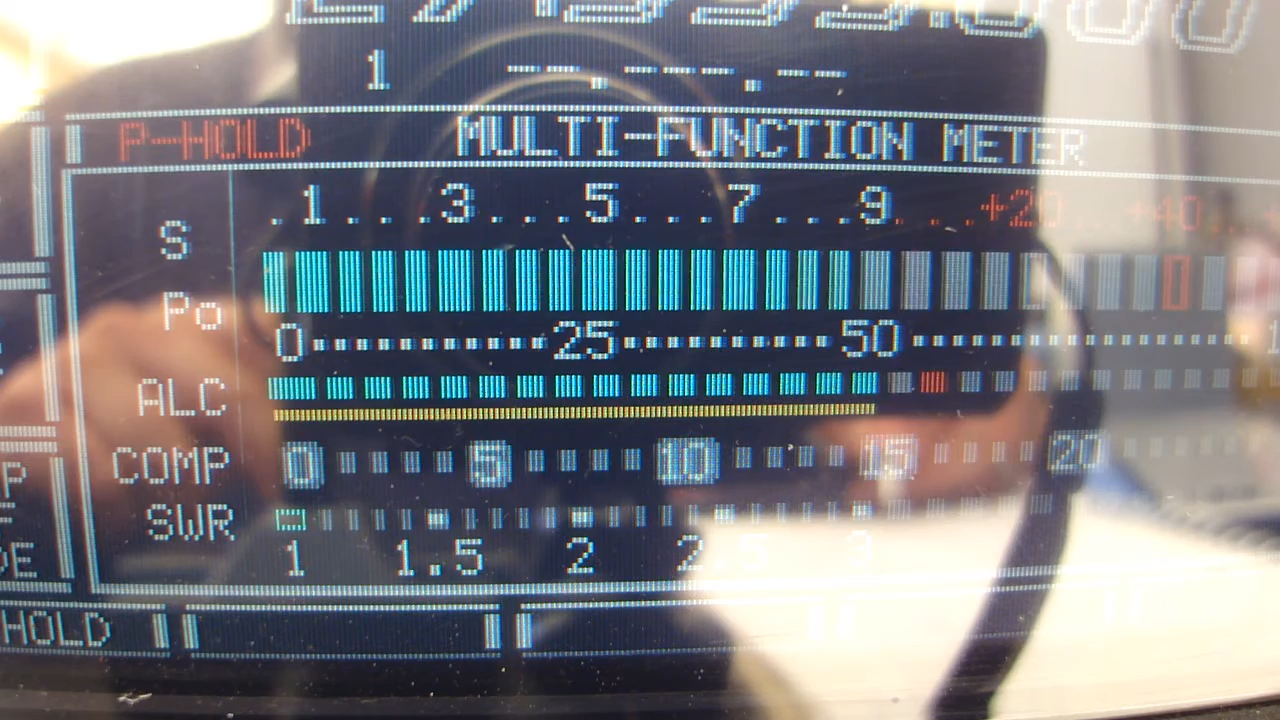 1 --.---.--
P-HOLD MULTI-FUNCTION METER
S .1...3...5...7...9...+20...+40.
Po
0 25 50
ALC
COMP 0 5 10 15 20
SWR
1 1.5 2 2.5 3
HOLD